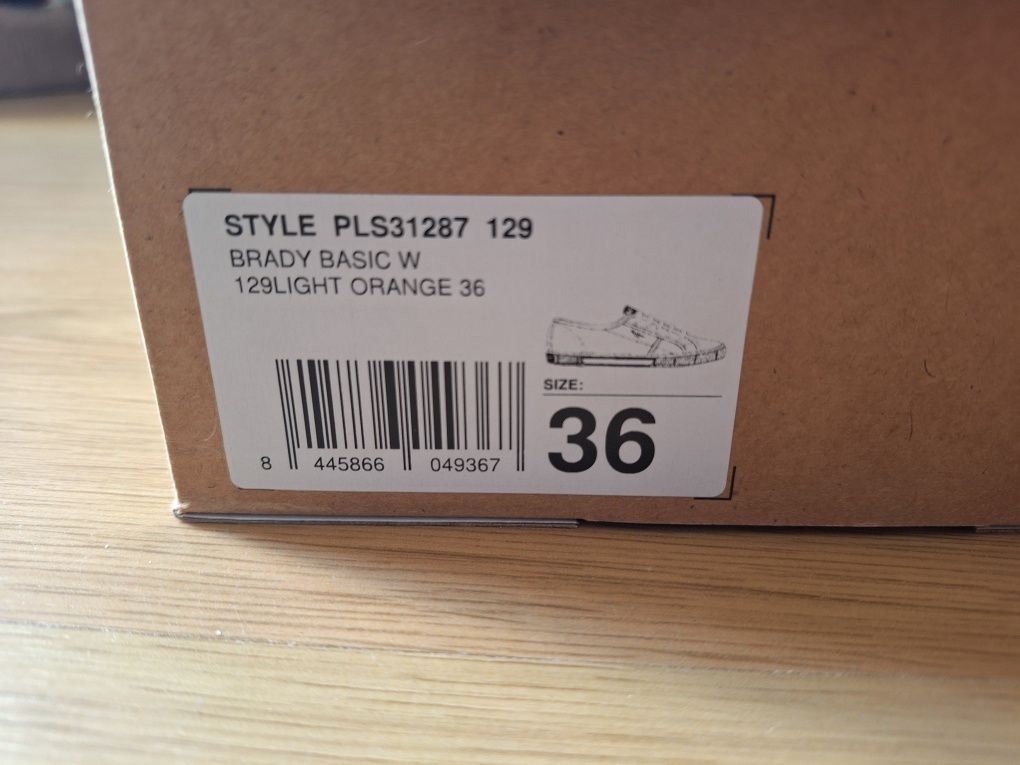 STYLE PLS31287 129
BRADY BASIC W
129LIGHT ORANGE 36
SIZE:
36
8 445866 049367